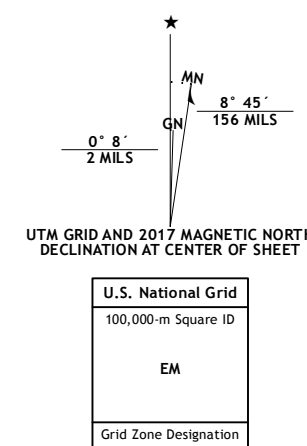 ★
MN
8° 45´
156 MILS
GN
0° 8´
2 MILS
UTM GRID AND 2017 MAGNETIC NORTH
DECLINATION AT CENTER OF SHEET
U.S. National Grid
100,000-m Square ID
EM
Grid Zone Designation